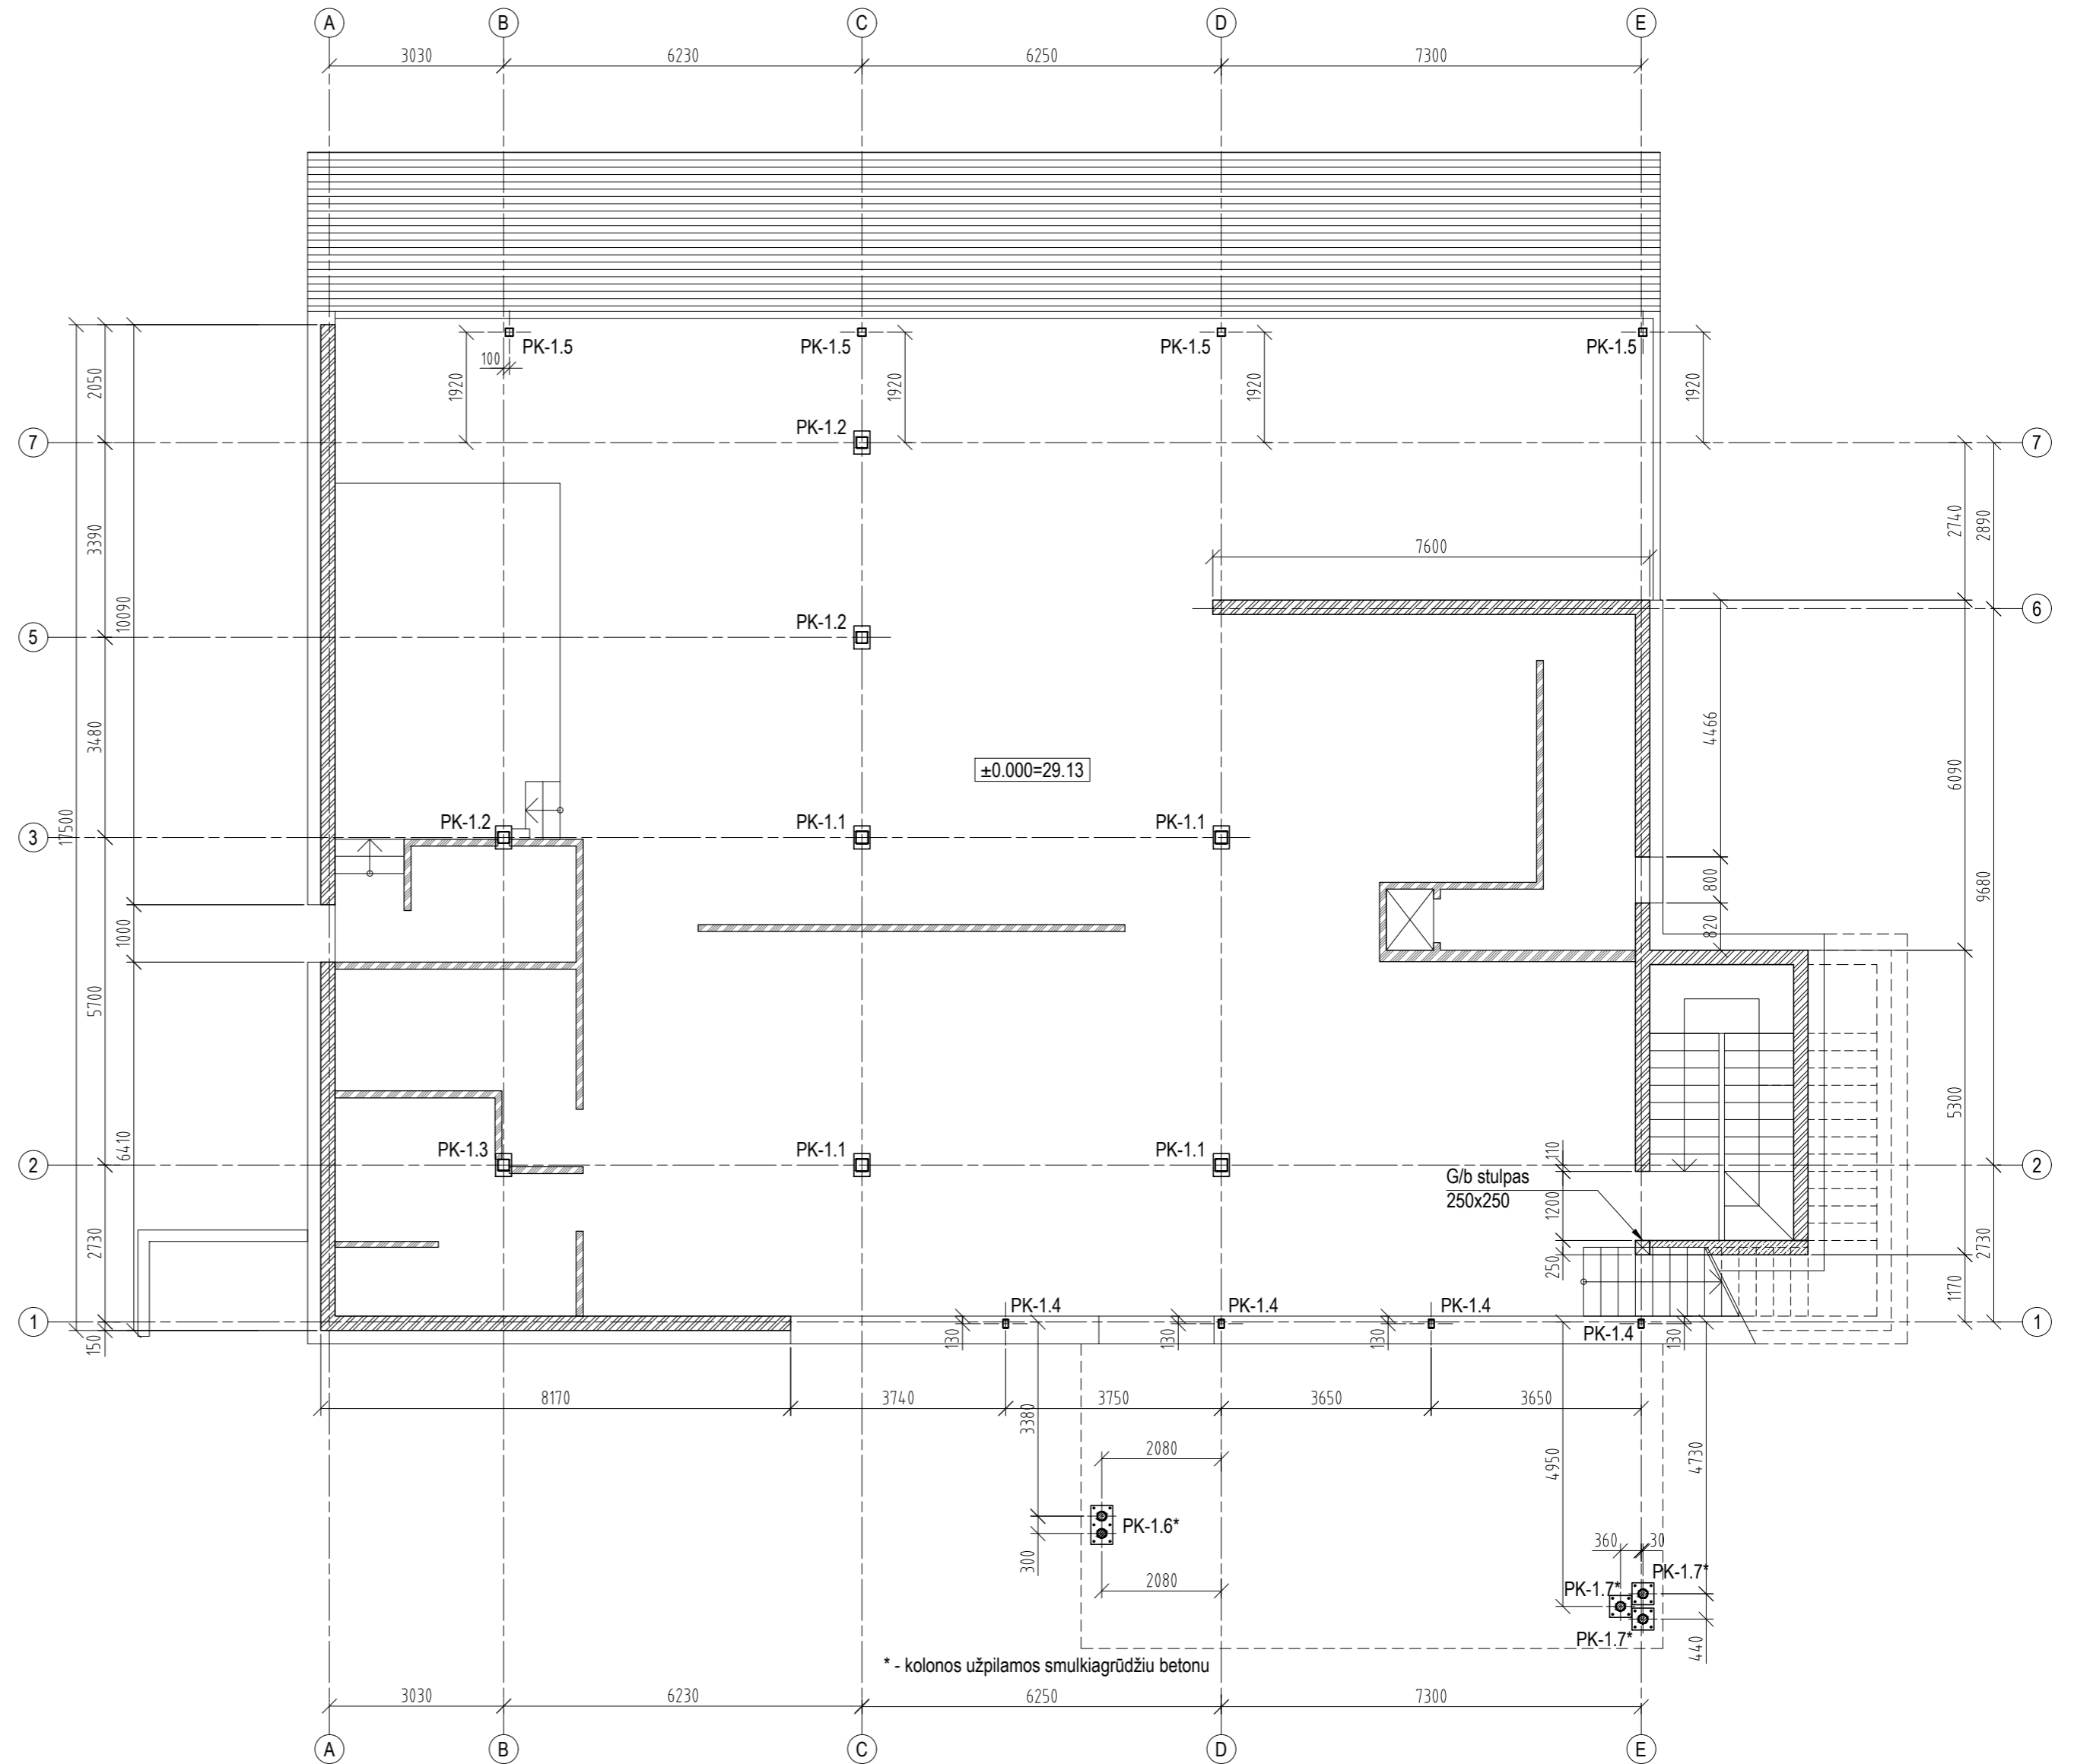 A B C D E
3030 6230 6250 7300
PK-1.5 PK-1.5 PK-1.5 PK-1.5
100
2050 1920 1920 1920 1920
PK-1.2
7 7
2740 2890
3390
7600
10090
6
PK-1.2
5
4466
3480
±0.000=29.13
6090
17500
PK-1.2 PK-1.1 PK-1.1
3
800
9680
820
1000
5700
5300
6410
PK-1.3 PK-1.1 PK-1.1
110
2 2
G/b stulpas
250x250
1200
2730 2730
250
1170
PK-1.4 PK-1.4 PK-1.4
1 1
PK-1.4
150
130 130 130 130
8170 3740 3750 3650 3650
3380
2080
4950 4730
PK-1.6*
360 30
300
PK-1.7*
2080
PK-1.7*
PK-1.7*
440
* - kolonos užpilamos smulkiagrūdžiu betonu
3030 6230 6250 7300
A B C D E